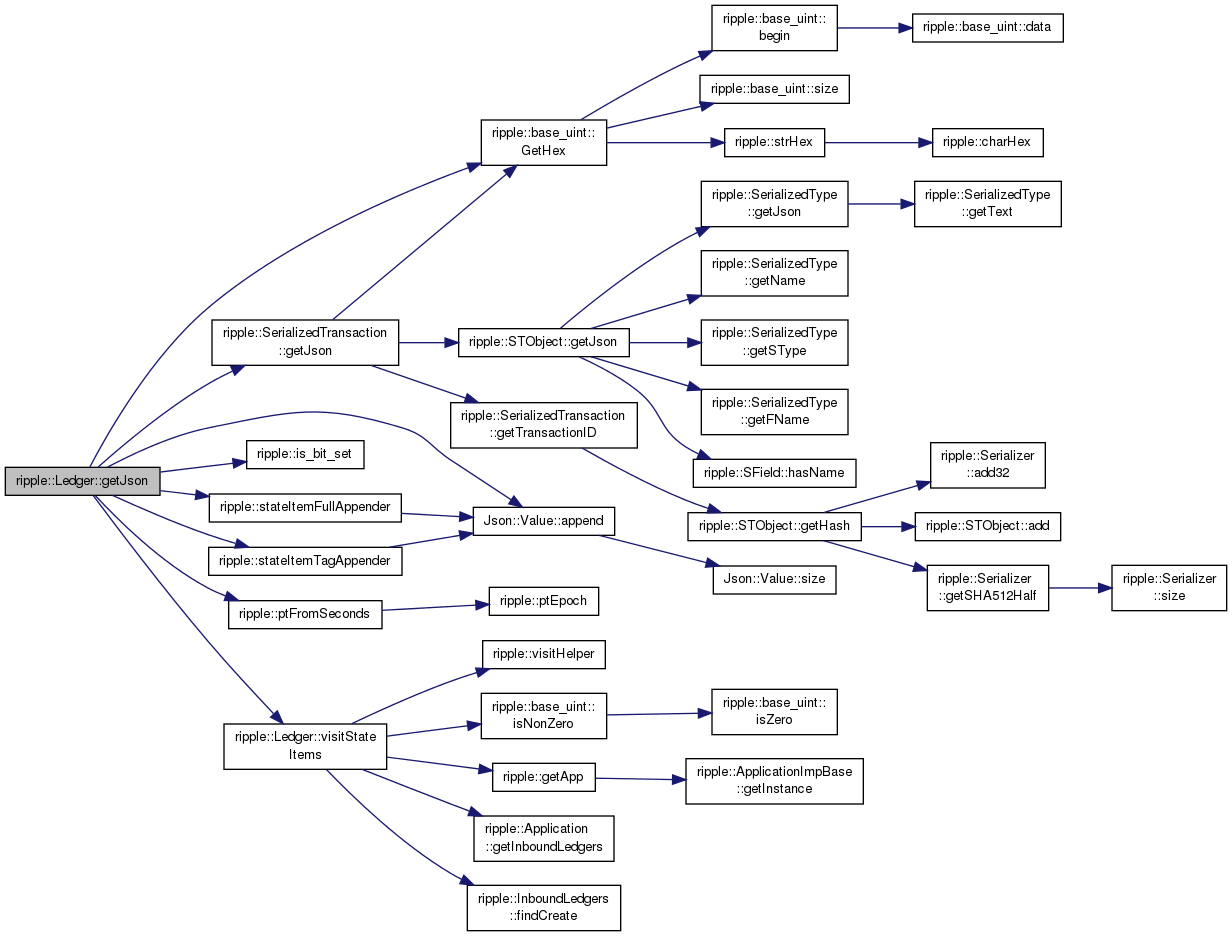 ripple::base_uint::
begin
ripple::base_uint::data
ripple::base_uint::size
ripple::base_uint::
GetHex
ripple::strHex
ripple::charHex
ripple::SerializedType
::getJson
ripple::SerializedType
::getText
ripple::SerializedType
::getName
ripple::SerializedTransaction
::getJson
ripple::STObject::getJson
ripple::SerializedType
::getSType
ripple::SerializedType
::getFName
ripple::SerializedTransaction
::getTransactionID
ripple::is_bit_set
ripple::SField::hasName
ripple::Serializer
::add32
ripple::Ledger::getJson
ripple::stateItemFullAppender
Json::Value::append
ripple::STObject::getHash
ripple::STObject::add
ripple::stateItemTagAppender
Json::Value::size
ripple::Serializer
::getSHA512Half
ripple::Serializer
::size
ripple::ptFromSeconds
ripple::ptEpoch
ripple::visitHelper
ripple::base_uint::
isNonZero
ripple::base_uint::
isZero
ripple::Ledger::visitState
Items
ripple::getApp
ripple::ApplicationImpBase
::getInstance
ripple::Application
::getInboundLedgers
ripple::InboundLedgers
::findCreate